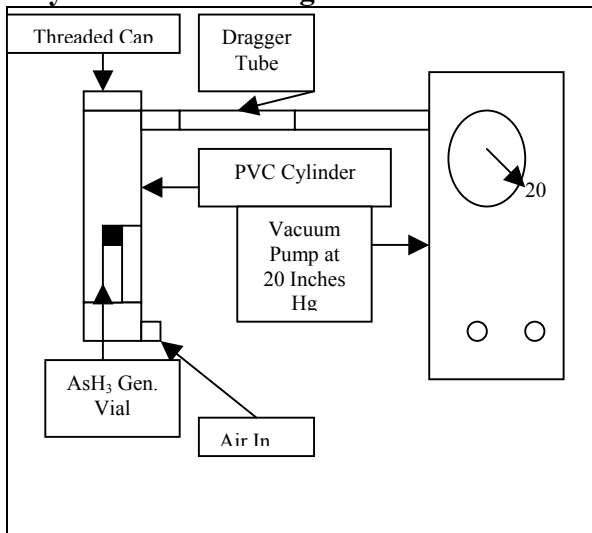 Threaded Cap
Dragger
Tube
20
PVC Cylinder
Vacuum
Pump at
20 Inches
Hg
AsH₃ Gen.
Vial
Air In